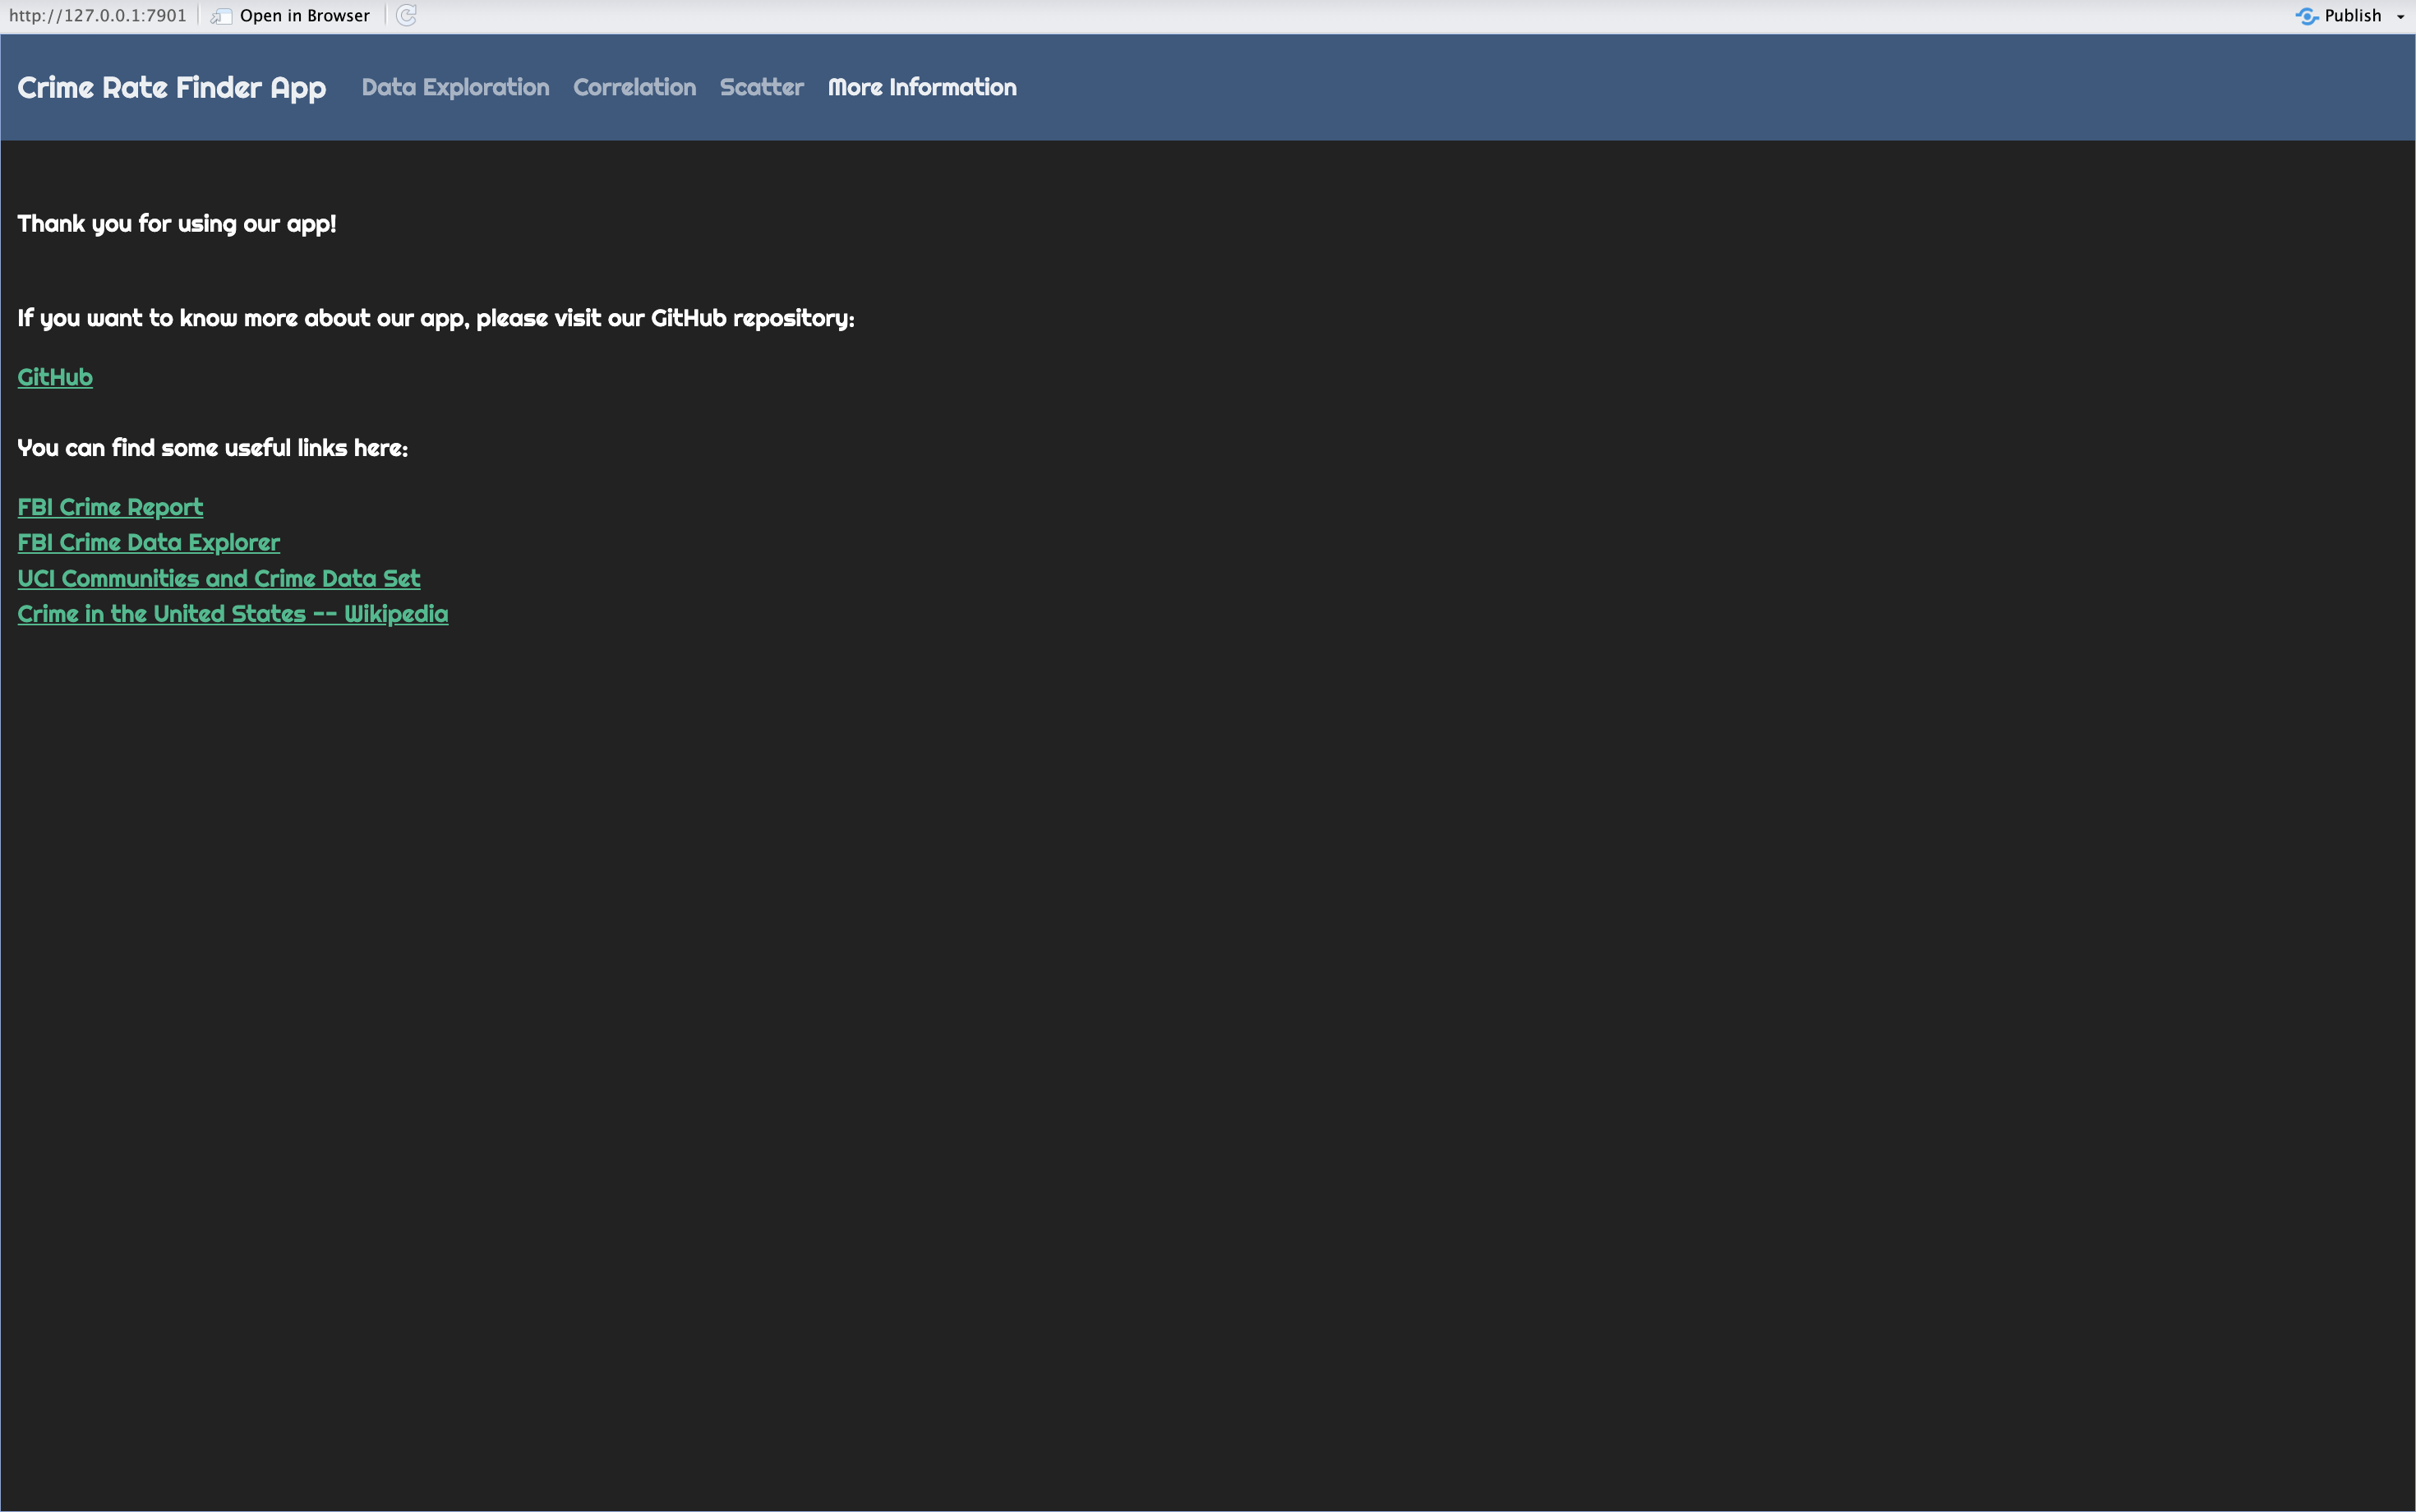 http://127.0.0.1:7901 Open in Browser Publish
Crime Rate Finder App Data Exploration Correlation Scatter More Information
Thank you for using our app!
If you want to know more about our app, please visit our GitHub repository:
GitHub
You can find some useful links here:
FBI Crime Report
FBI Crime Data Explorer
UCI Communities and Crime Data Set
Crime in the United States -- Wikipedia